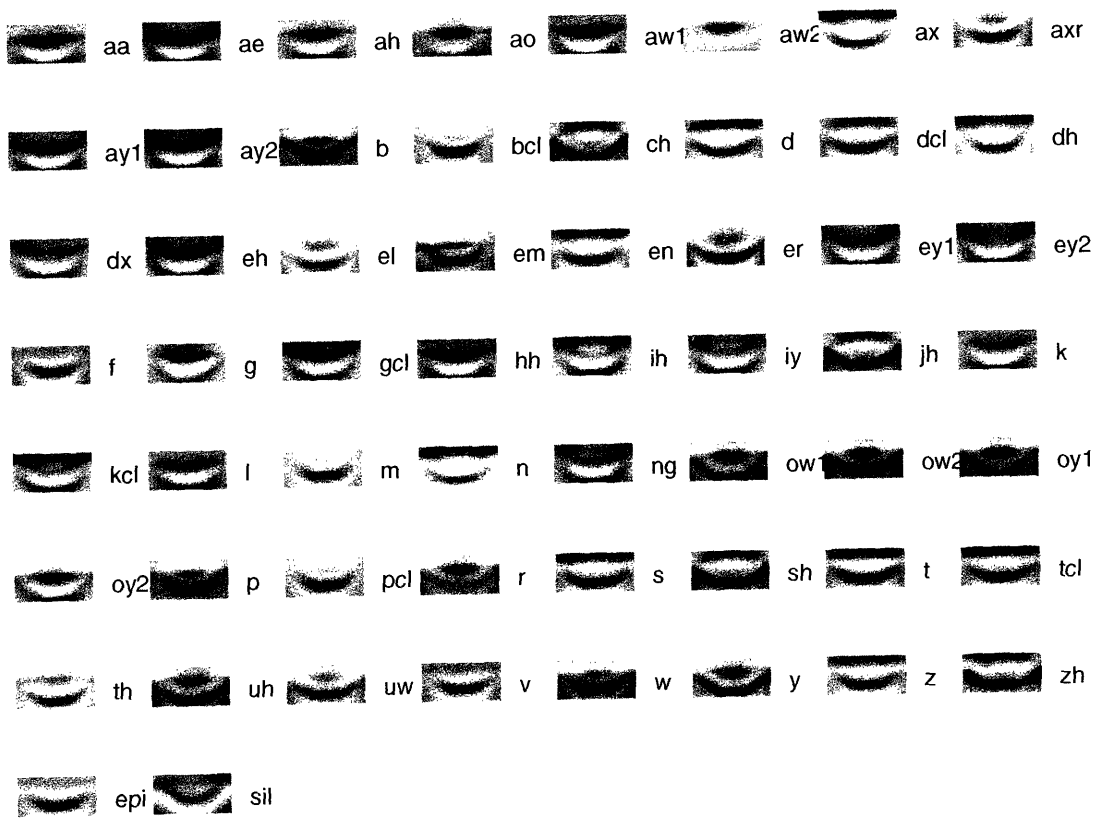 aa ae ah ao aw1 aw2 ax axr
ay1 ay2 b bcl ch d dcl dh
dx eh el em en er ey1 ey2
f g gcl hh ih iy jh k
kcl l m n ng ow1 ow2 oy1
oy2 p pcl r s sh t tcl
th uh uw v w y z zh
epi sil